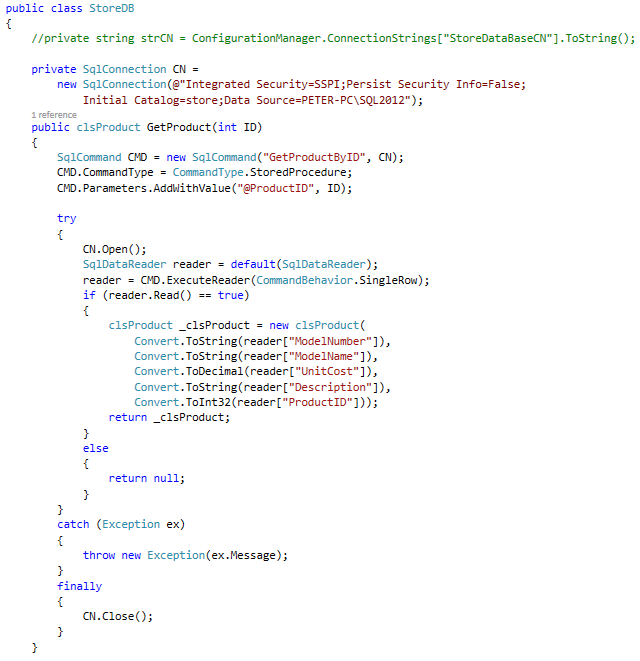 public class StoreDB
{
    //private string strCN = ConfigurationManager.ConnectionStrings["StoreDataBaseCN"].ToString();

    private SqlConnection CN =
        new SqlConnection(@"Integrated Security=SSPI;Persist Security Info=False;
            Initial Catalog=store;Data Source=PETER-PC\SQL2012");
    1 reference
    public clsProduct GetProduct(int ID)
    {
        SqlCommand CMD = new SqlCommand("GetProductByID", CN);
        CMD.CommandType = CommandType.StoredProcedure;
        CMD.Parameters.AddWithValue("@ProductID", ID);

        try
        {
            CN.Open();
            SqlDataReader reader = default(SqlDataReader);
            reader = CMD.ExecuteReader(CommandBehavior.SingleRow);
            if (reader.Read() == true)
            {
                clsProduct _clsProduct = new clsProduct(
                    Convert.ToString(reader["ModelNumber"]),
                    Convert.ToString(reader["ModelName"]),
                    Convert.ToDecimal(reader["UnitCost"]),
                    Convert.ToString(reader["Description"]),
                    Convert.ToInt32(reader["ProductID"]));
                return _clsProduct;
            }
            else
            {
                return null;
            }
        }
        catch (Exception ex)
        {
            throw new Exception(ex.Message);
        }
        finally
        {
            CN.Close();
        }
    }